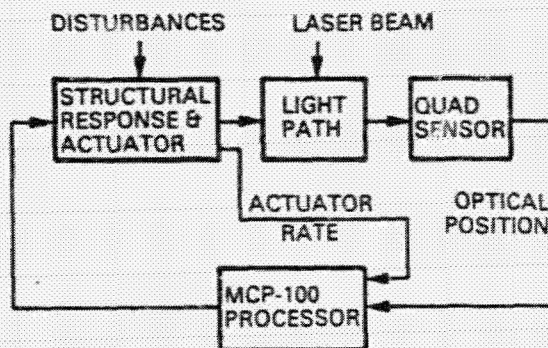 DISTURBANCES
LASER BEAM
STRUCTURAL
RESPONSE &
ACTUATOR
LIGHT
PATH
QUAD
SENSOR
ACTUATOR
RATE
OPTICAL
POSITION
MCP-100
PROCESSOR